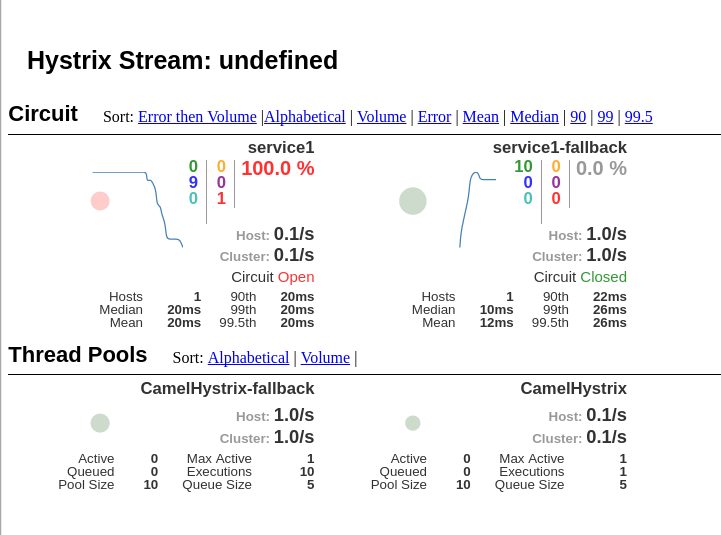 Hystrix Stream: undefined
Circuit Sort: Error then Volume |Alphabetical | Volume | Error | Mean | Median | 90 | 99 | 99.5
service1
0 0 100.0 %
9 0
0 1
Host: 0.1/s
Cluster: 0.1/s
Circuit Open
Hosts 1 90th 20ms
Median 20ms 99th 20ms
Mean 20ms 99.5th 20ms
service1-fallback
10 0 0.0 %
0 0
0 0
Host: 1.0/s
Cluster: 1.0/s
Circuit Closed
Hosts 1 90th 22ms
Median 10ms 99th 26ms
Mean 12ms 99.5th 26ms
Thread Pools Sort: Alphabetical | Volume |
CamelHystrix-fallback
Host: 1.0/s
Cluster: 1.0/s
Active 0 Max Active 1
Queued 0 Executions 10
Pool Size 10 Queue Size 5
CamelHystrix
Host: 0.1/s
Cluster: 0.1/s
Active 0 Max Active 1
Queued 0 Executions 1
Pool Size 10 Queue Size 5